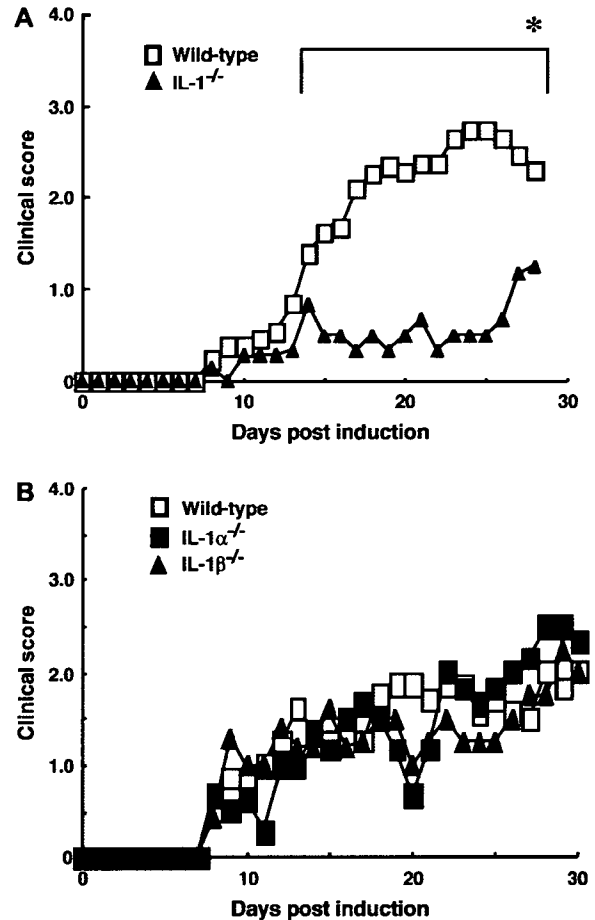 A
*
4.0
Wild-type
IL-1-/-
3.0
2.0
1.0
0
Clinical score
0 10 20 30
Days post induction
B
4.0
Wild-type
IL-1α-/-
IL-1β-/-
3.0
2.0
1.0
0
Clinical score
0 10 20 30
Days post induction